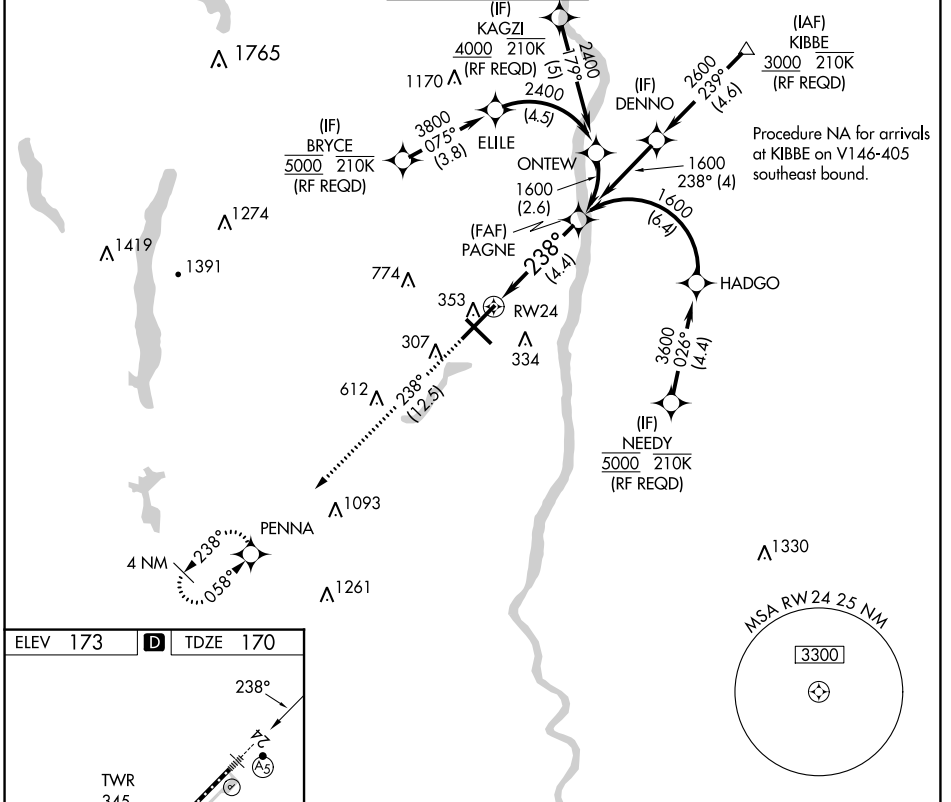 (IF)
KAGZI
4000 210K
(RF REQD)
2400
179°
(5)
(IAF)
KIBBE
3000 210K
(RF REQD)
2600
239°
(4.6)
(IF)
DENNO
1765
1170
2400
(4.5)
3800
075°
(3.8)
ELILE
(IF)
BRYCE
5000 210K
(RF REQD)
Procedure NA for arrivals
at KIBBE on V146-405
southeast bound.
ONTEW
1600
238° (4)
1600
(2.6)
1600
(6.4)
(FAF)
PAGNE
1274
1419
1391
238°
(4.4)
774
HADGO
353
RW24
307
334
3600
026°
(4.4)
612
238°
(12.5)
(IF)
NEEDY
5000 210K
(RF REQD)
1093
PENNA
4 NM
238°
058°
1330
1261
MSA RW24 25 NM
3300
ELEV 173 D TDZE 170
238°
24
A5
P
TWR
345